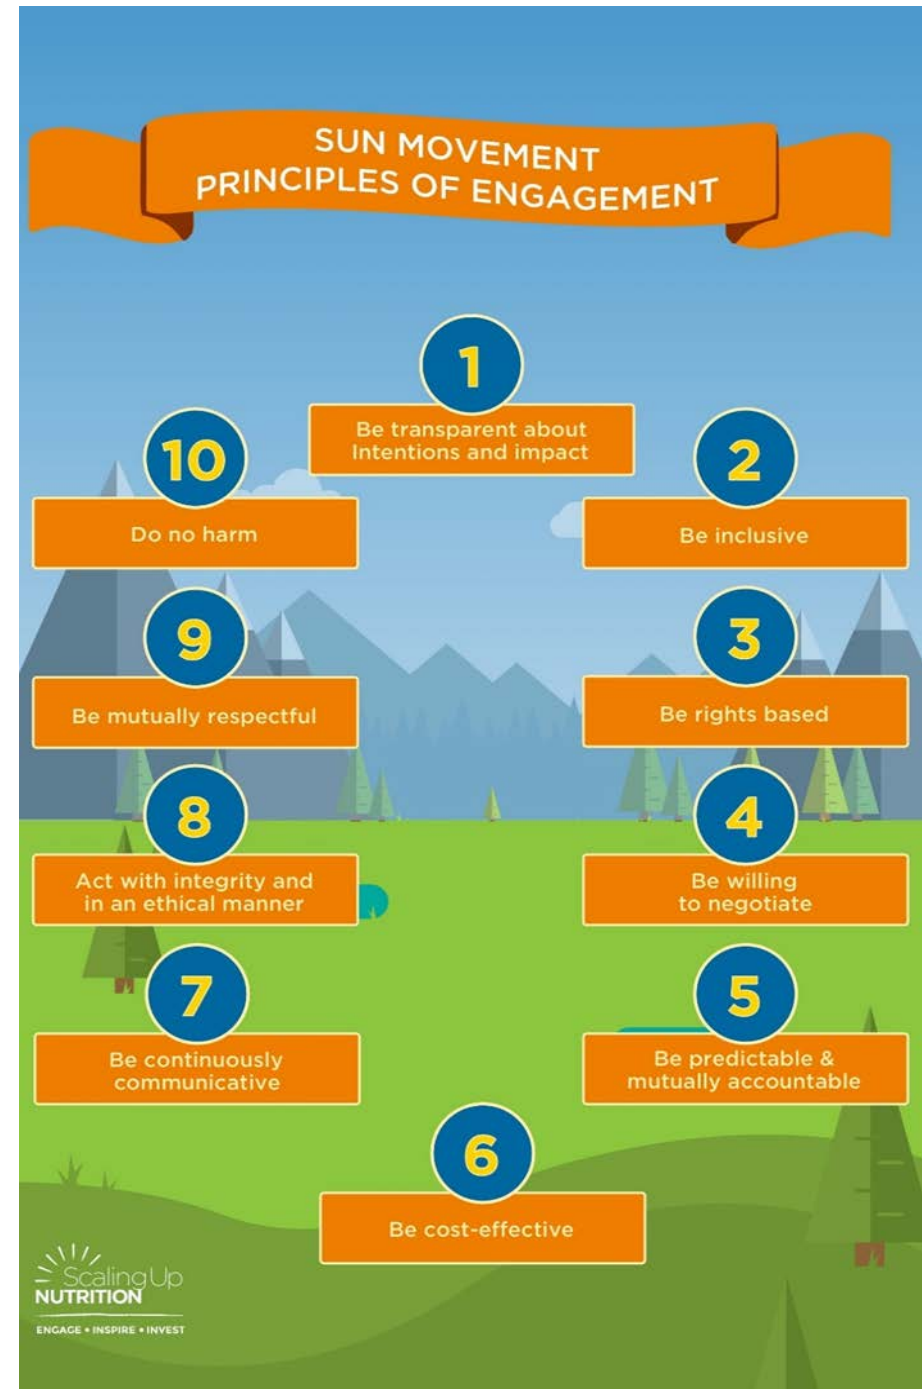 SUN MOVEMENT
PRINCIPLES OF ENGAGEMENT
1
Be transparent about
Intentions and impact
2
Be inclusive
3
Be rights based
4
Be willing
to negotiate
5
Be predictable &
mutually accountable
6
Be cost-effective
7
Be continuously
communicative
8
Act with integrity and
in an ethical manner
9
Be mutually respectful
10
Do no harm
Scaling Up
NUTRITION
ENGAGE • INSPIRE • INVEST